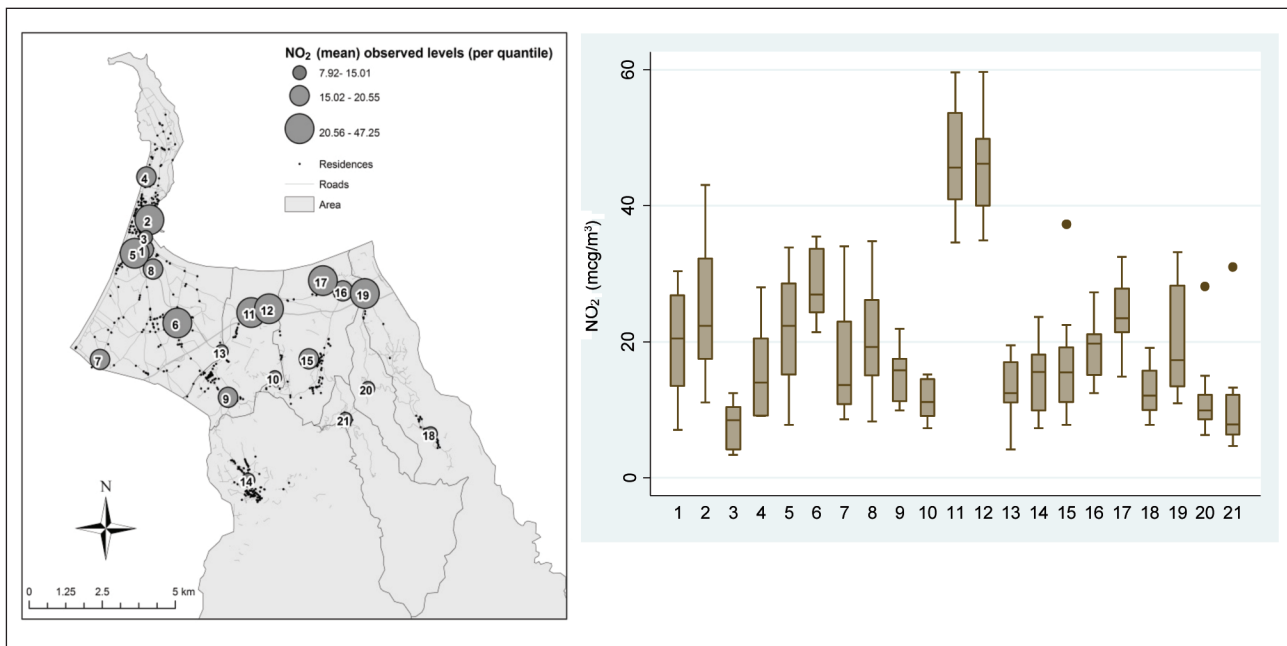 NO2 (mean) observed levels (per quantile)
7.92- 15.01
15.02 - 20.55
20.56 - 47.25
Residences
Roads
Area
4
2
3
1
5
8
17
16
19
11
12
6
13
7
15
10
20
9
21
18
14
N
0 1.25 2.5 5 km
NO2 (mcg/m³)
60
40
20
0
1 2 3 4 5 6 7 8 9 10 11 12 13 14 15 16 17 18 19 20 21